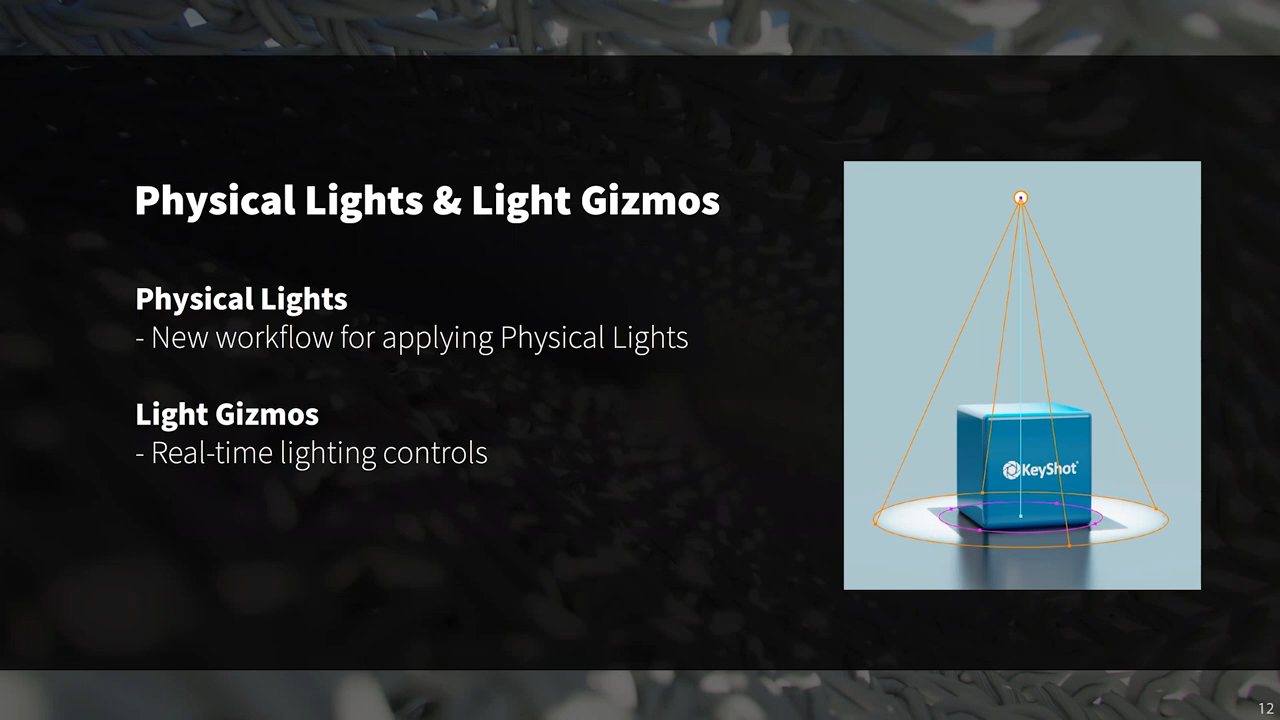 Physical Lights & Light Gizmos
Physical Lights
- New workflow for applying Physical Lights
Light Gizmos
- Real-time lighting controls
KeyShot
12